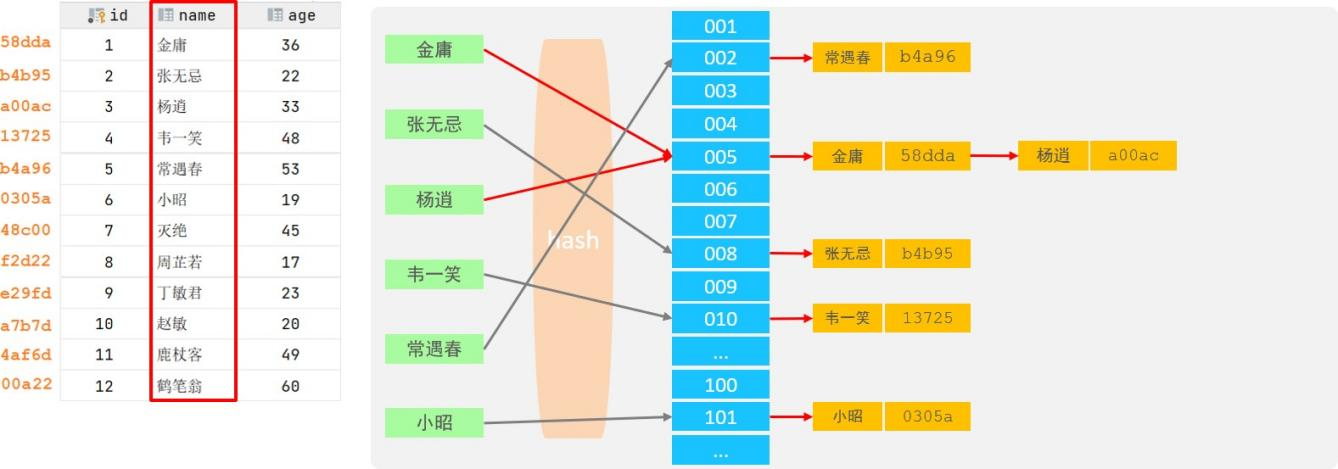 id name age
58dda 1 金庸 36
b4b95 2 张无忌 22
a00ac 3 杨逍 33
13725 4 韦一笑 48
b4a96 5 常遇春 53
0305a 6 小昭 19
48c00 7 灭绝 45
f2d22 8 周芷若 17
e29fd 9 丁敏君 23
a7b7d 10 赵敏 20
4af6d 11 鹿杖客 49
00a22 12 鹤笔翁 60
金庸
张无忌
杨逍
韦一笑
常遇春
小昭
hash
001
002 常遇春 b4a96
003
004
005 金庸 58dda 杨逍 a00ac
006
007
008 张无忌 b4b95
009
010 韦一笑 13725
...
100
101 小昭 0305a
...